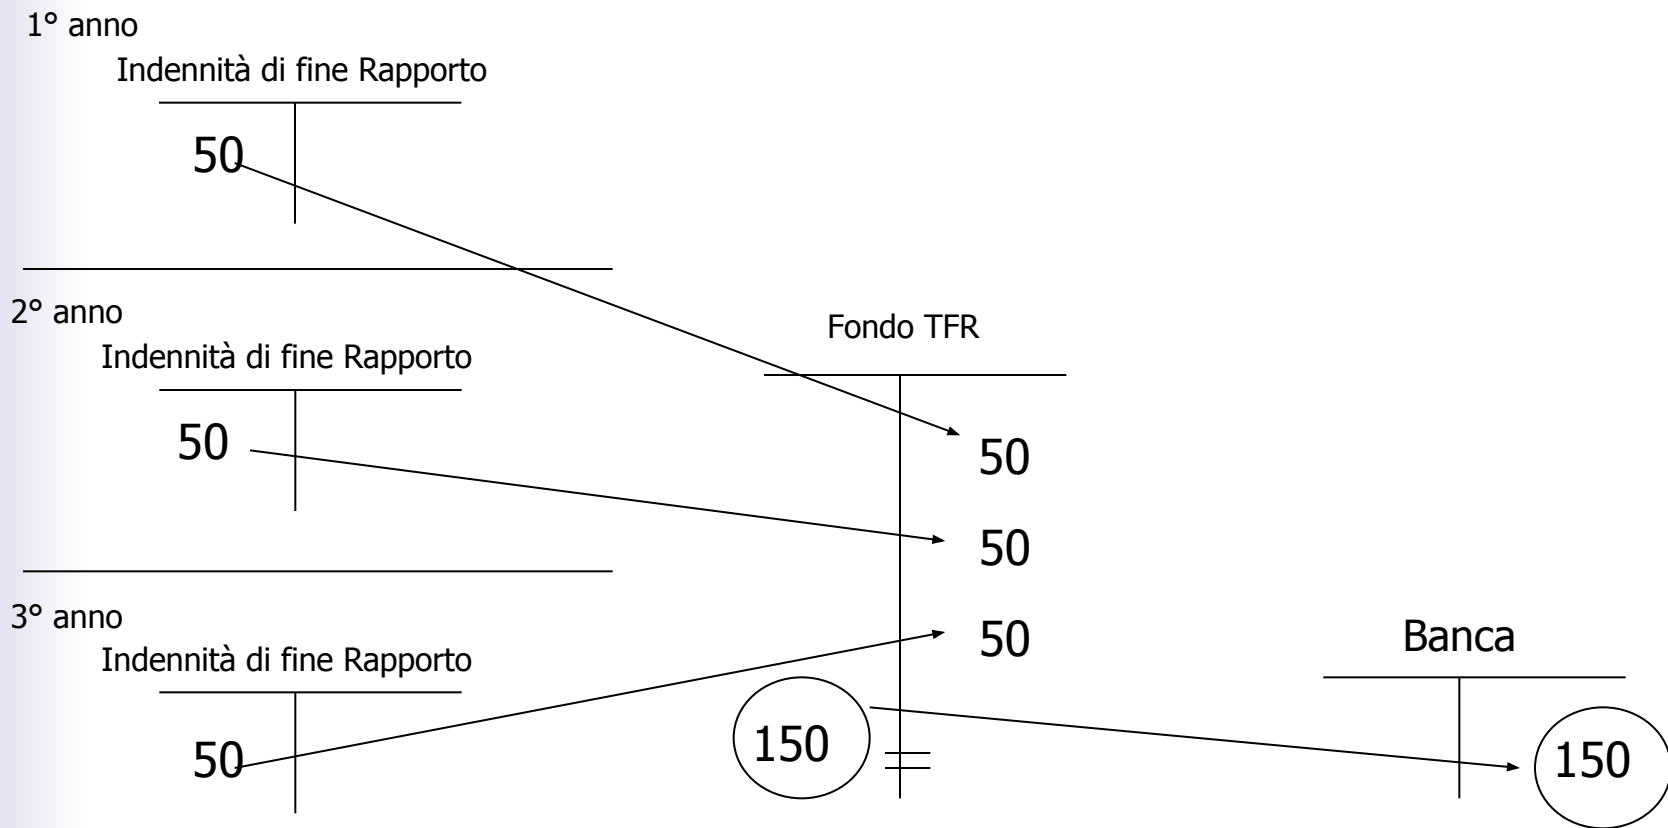 1° anno
Indennità di fine Rapporto
50
2° anno
Indennità di fine Rapporto
50
3° anno
Indennità di fine Rapporto
50
Fondo TFR
50
50
50
150
Banca
150